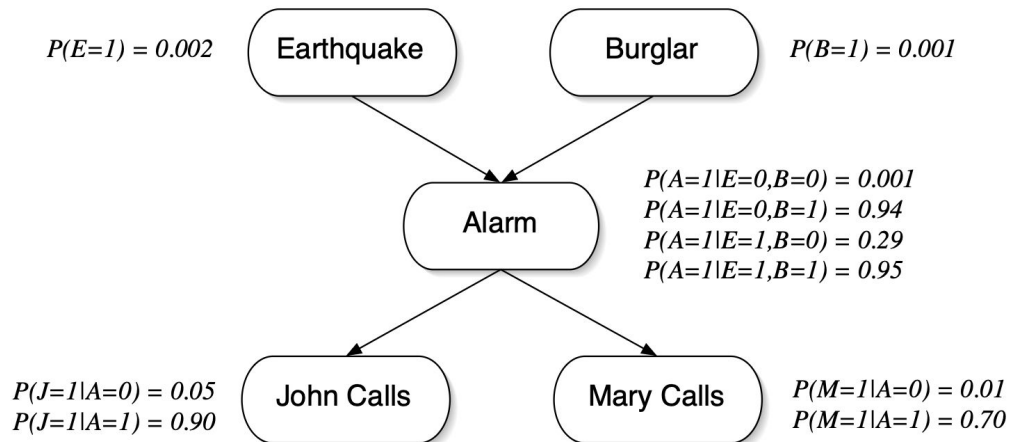 P(E=1) = 0.002
Earthquake
Burglar
P(B=1) = 0.001
Alarm
P(A=1|E=0,B=0) = 0.001
P(A=1|E=0,B=1) = 0.94
P(A=1|E=1,B=0) = 0.29
P(A=1|E=1,B=1) = 0.95
P(J=1|A=0) = 0.05
P(J=1|A=1) = 0.90
John Calls
Mary Calls
P(M=1|A=0) = 0.01
P(M=1|A=1) = 0.70